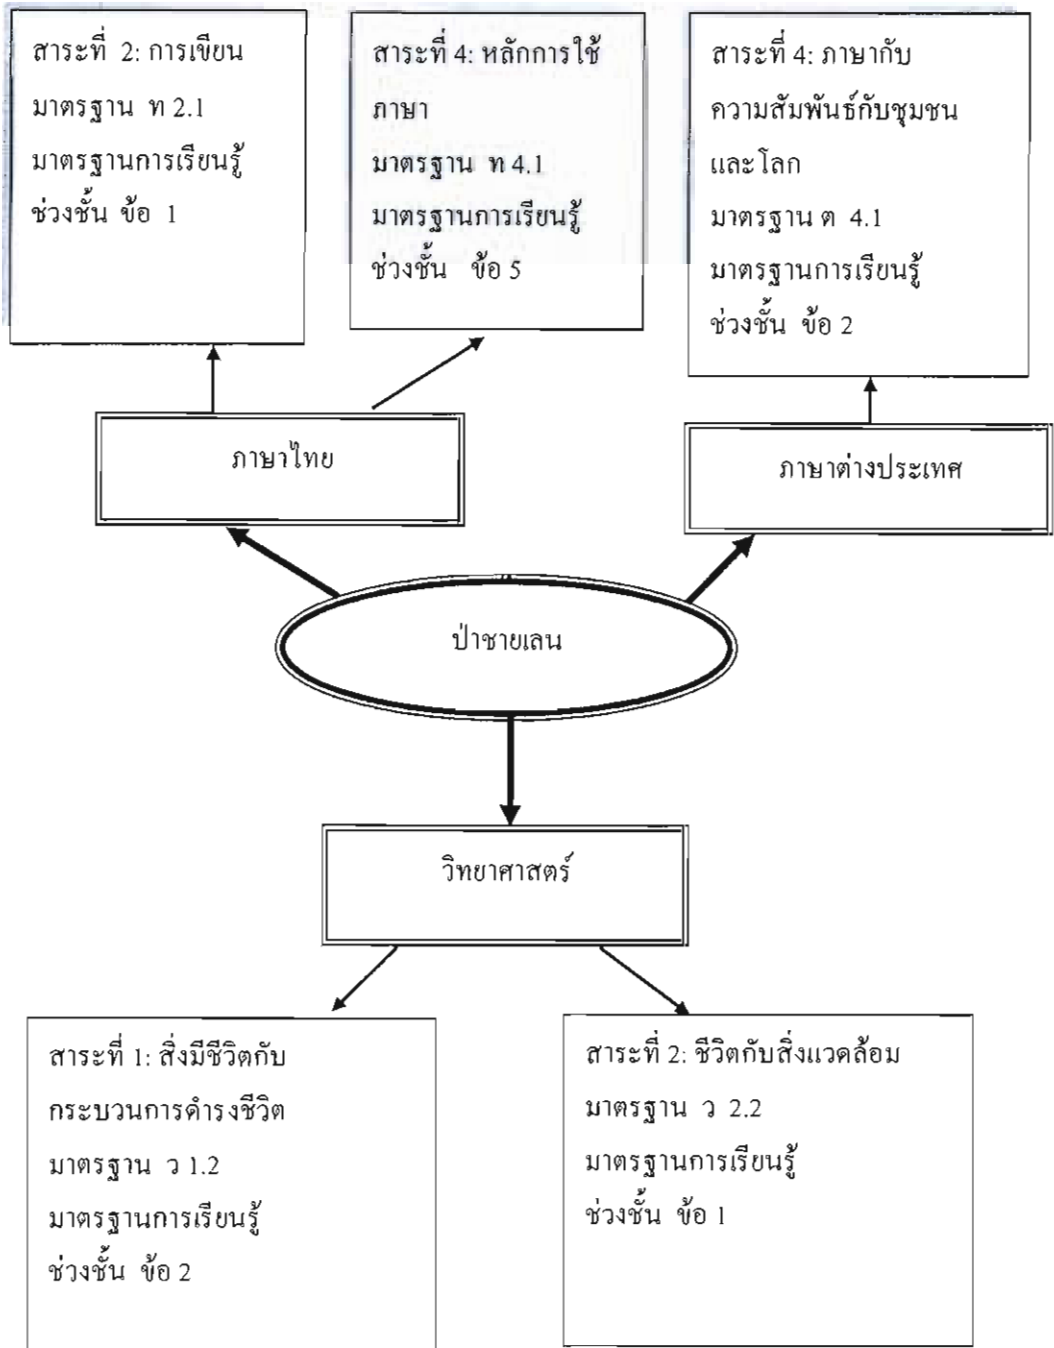 สาระที่ 2: การเขียน
มาตรฐาน ท 2.1
มาตรฐานการเรียนรู้
ช่วงชั้น ข้อ 1
สาระที่ 4: หลักการใช้
ภาษา
มาตรฐาน ท 4.1
มาตรฐานการเรียนรู้
ช่วงชั้น ข้อ 5
สาระที่ 4: ภาษากับ
ความสัมพันธ์กับชุมชน
และโลก
มาตรฐาน ต 4.1
มาตรฐานการเรียนรู้
ช่วงชั้น ข้อ 2
ภาษาไทย
ภาษาต่างประเทศ
ป่าชายเลน
วิทยาศาสตร์
สาระที่ 1: สิ่งมีชีวิตกับ
กระบวนการดำรงชีวิต
มาตรฐาน ว 1.2
มาตรฐานการเรียนรู้
ช่วงชั้น ข้อ 2
สาระที่ 2: ชีวิตกับสิ่งแวดล้อม
มาตรฐาน ว 2.2
มาตรฐานการเรียนรู้
ช่วงชั้น ข้อ 1